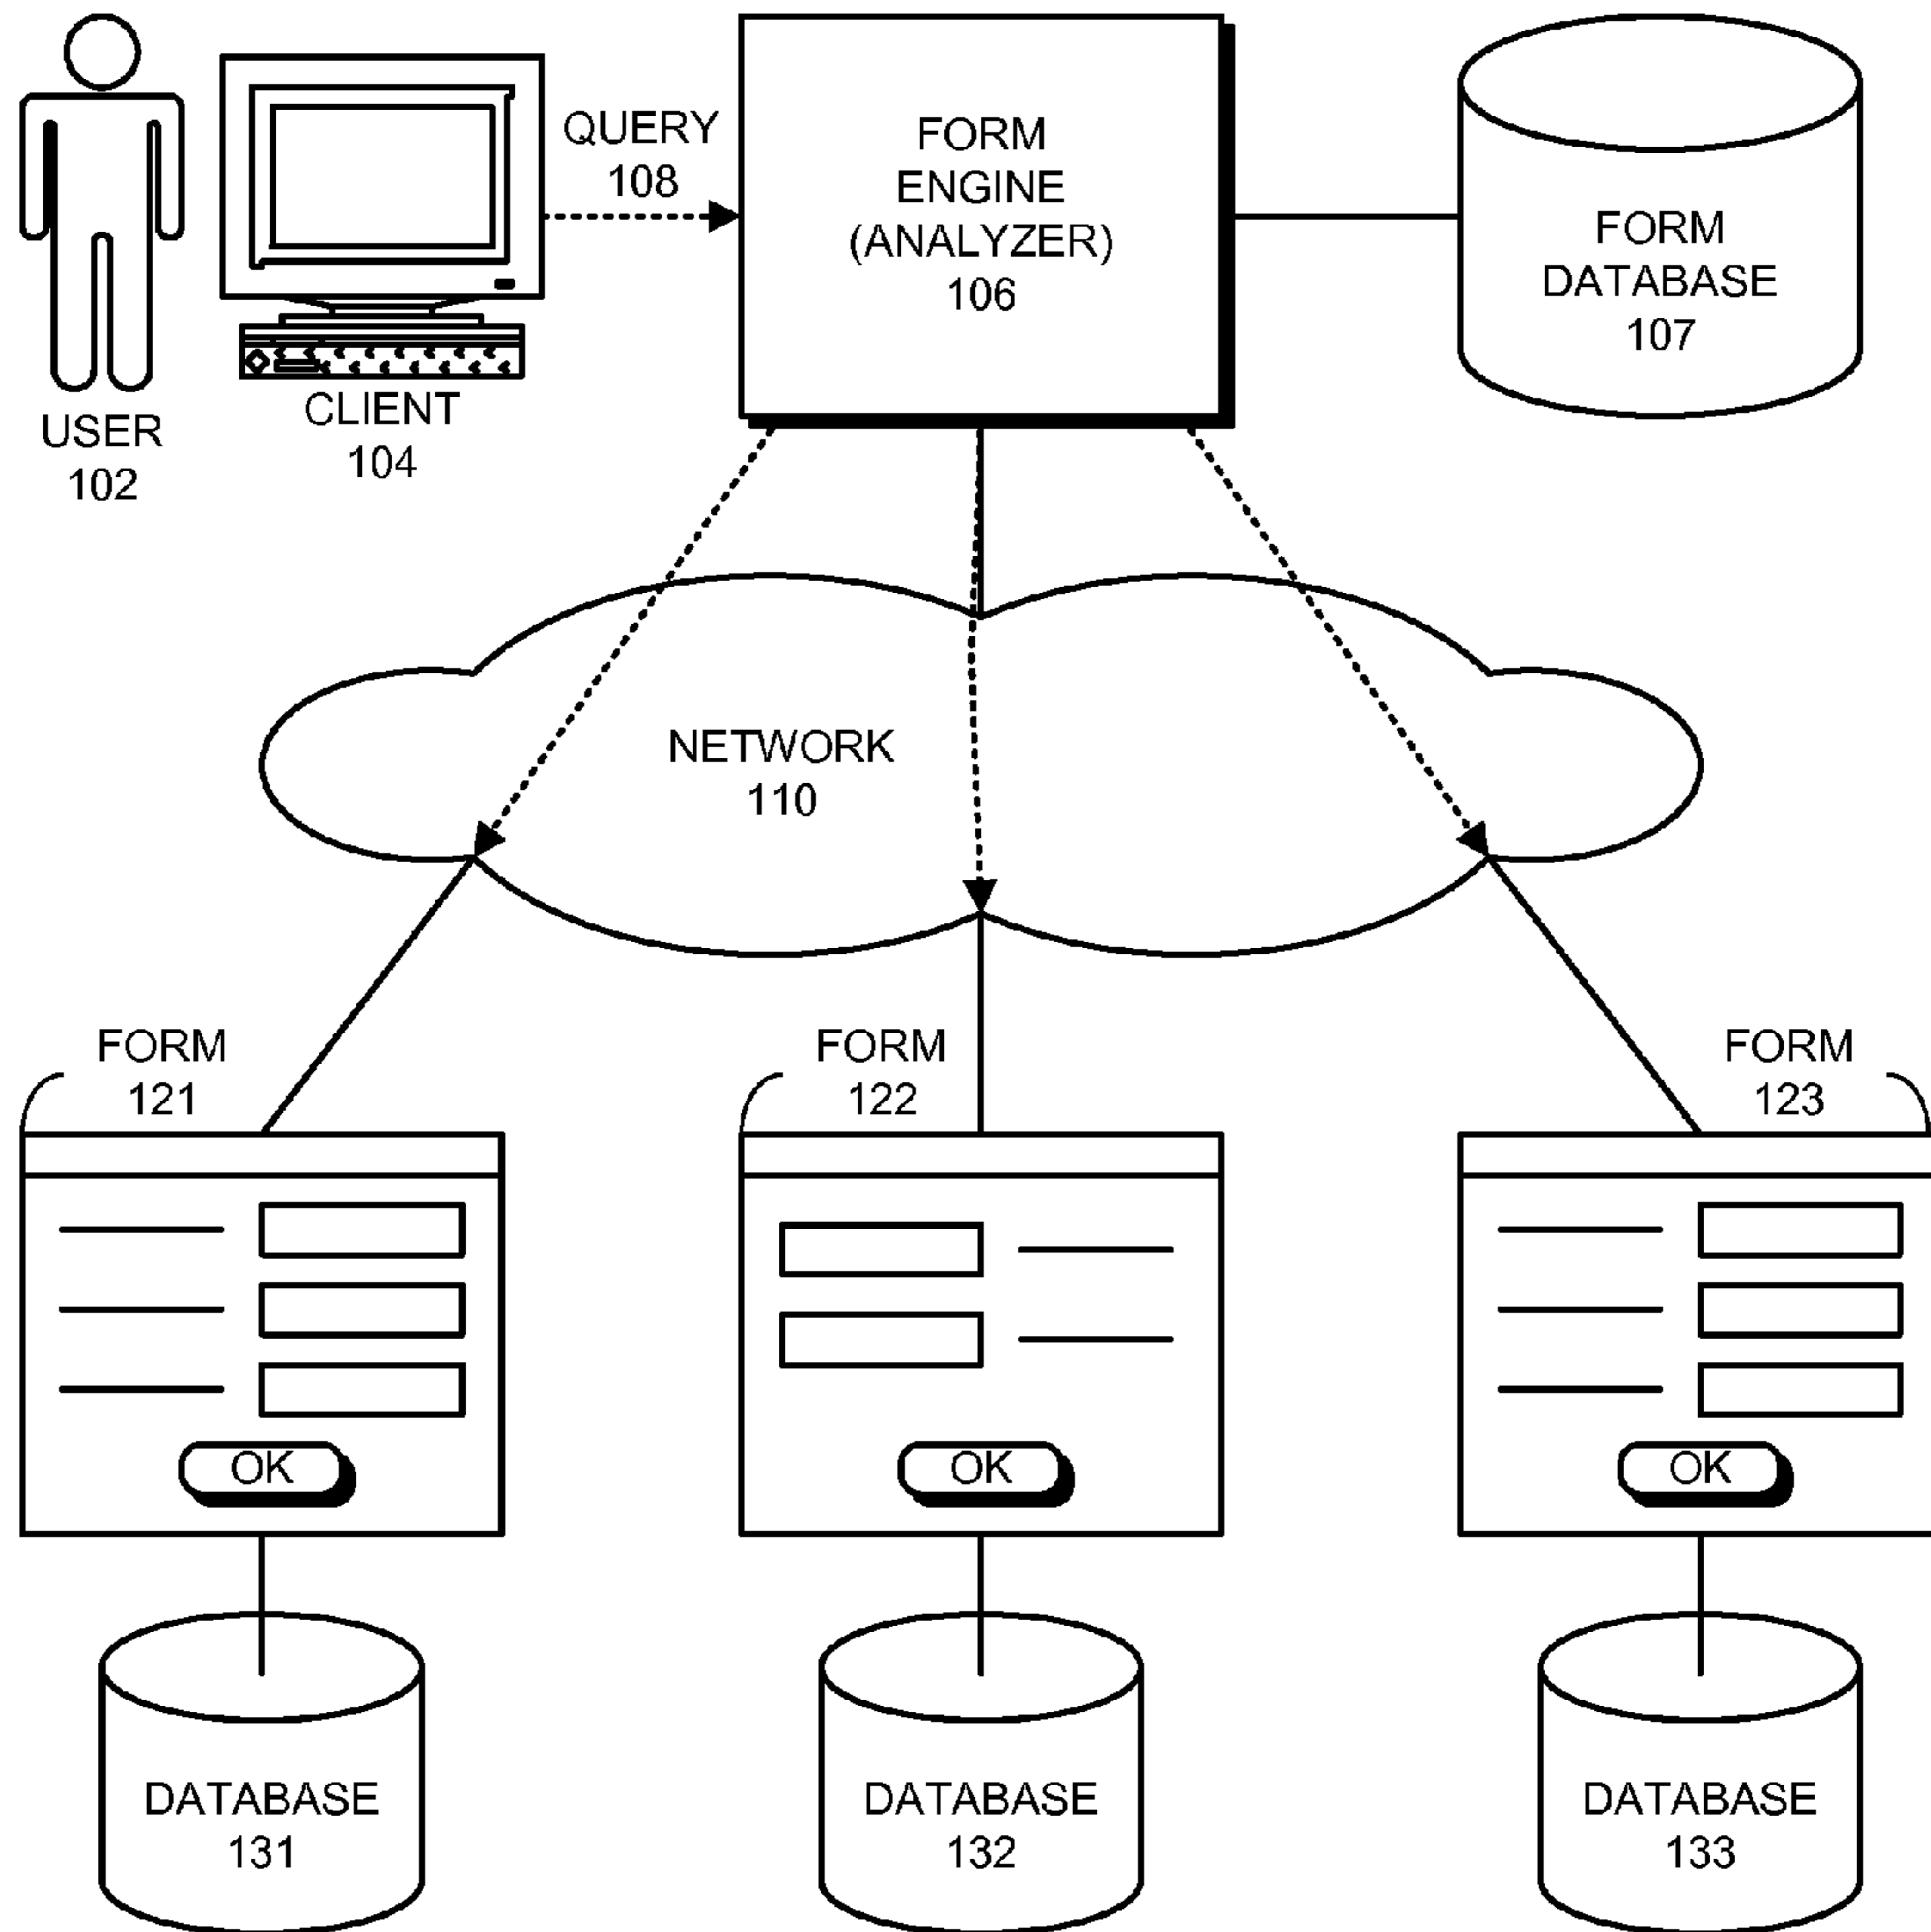 QUERY
108
FORM
ENGINE
(ANALYZER)
106
FORM
DATABASE
107
USER
102
CLIENT
104
NETWORK
110
FORM
121
FORM
122
FORM
123
OK
OK
OK
DATABASE
131
DATABASE
132
DATABASE
133